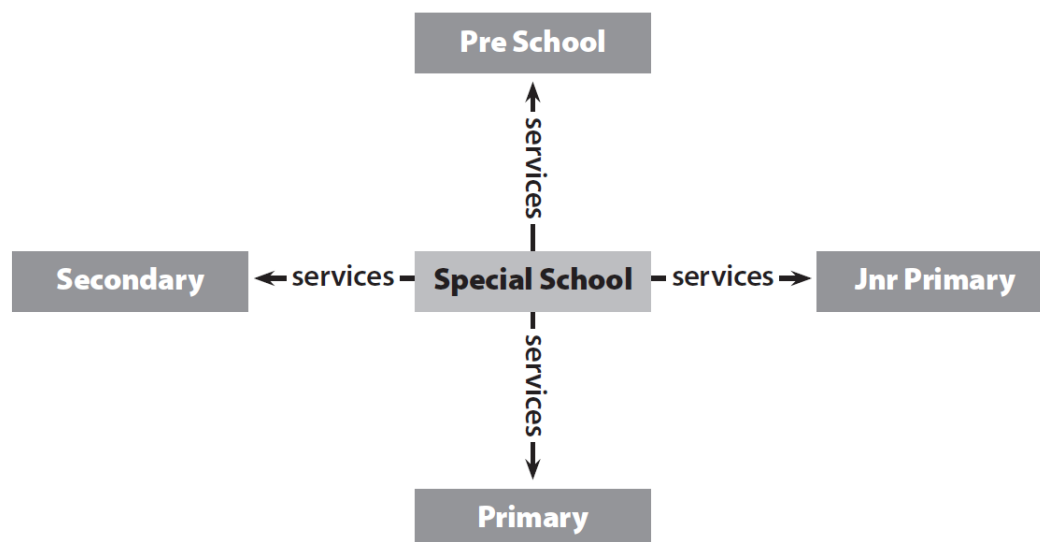 Pre School
services
Secondary
services
Special School
services
Jnr Primary
services
Primary